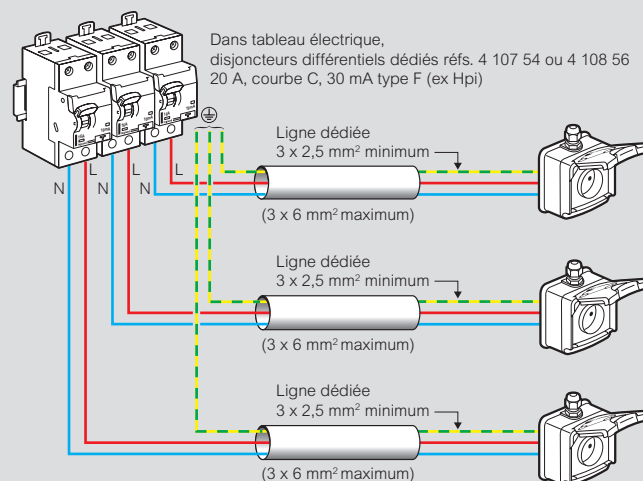 Dans tableau électrique,
disjoncteurs différentiels dédiés réfs. 4 107 54 ou 4 108 56
20 A, courbe C, 30 mA type F (ex Hpi)
N
L
N
L
N
L
Ligne dédiée
3 x 2,5 mm² minimum
(3 x 6 mm² maximum)
Ligne dédiée
3 x 2,5 mm² minimum
(3 x 6 mm² maximum)
Ligne dédiée
3 x 2,5 mm² minimum
(3 x 6 mm² maximum)